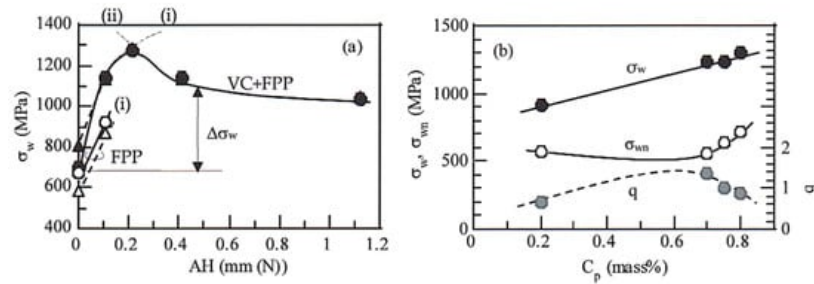 (ii) (i)
1400
1200
1000
800
600
400
σw (MPa)
(a)
VC+FPP
(i)
FPP
Δσw
0 0.2 0.4 0.6 0.8 1 1.2
AH (mm (N))
1500
1000
500
0
σw, σwn (MPa)
(b)
σw
σwn
q
2
1
0
q
0 0.2 0.4 0.6 0.8
Cp (mass%)